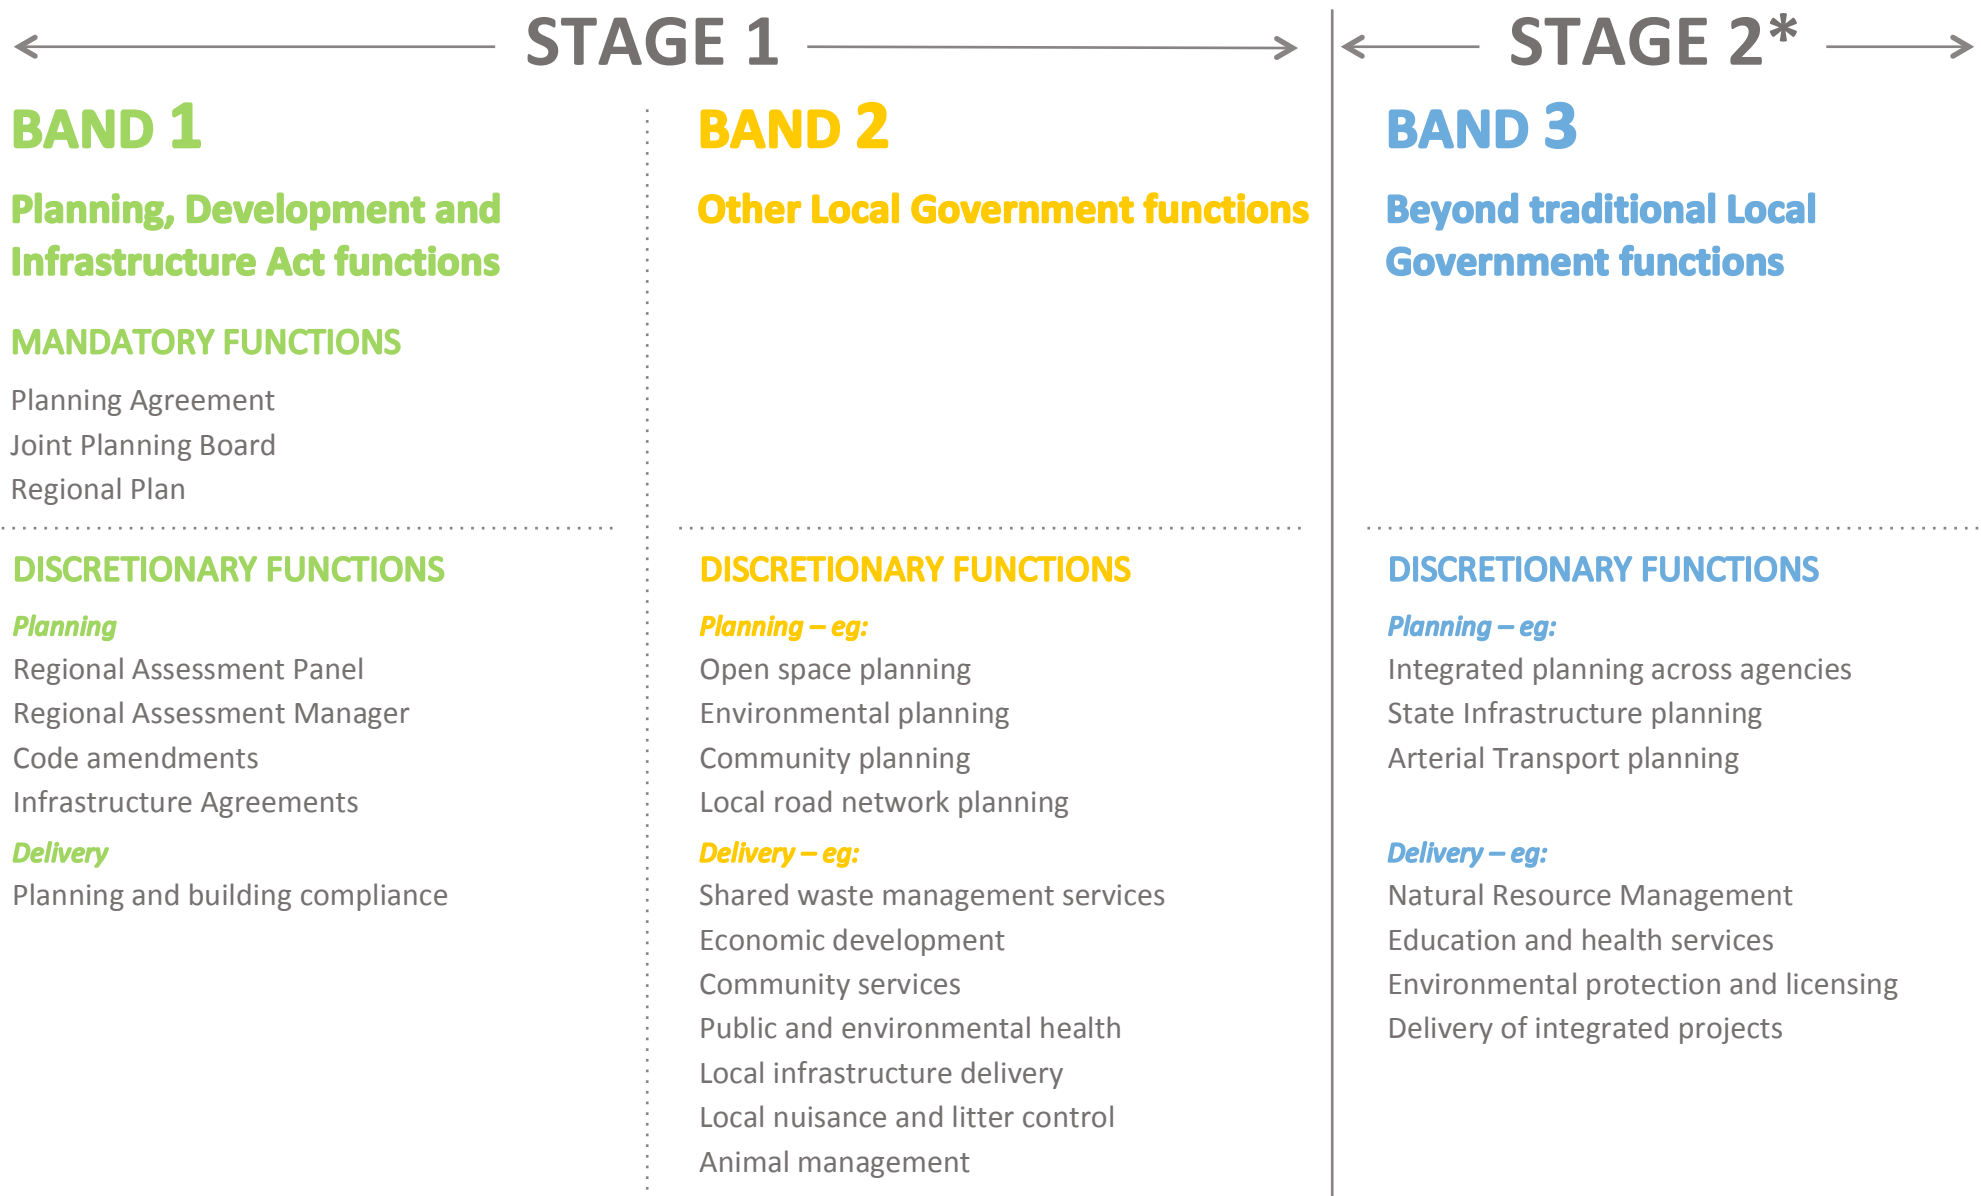 STAGE 1
STAGE 2*
BAND 1
Planning, Development and
Infrastructure Act functions
MANDATORY FUNCTIONS
Planning Agreement
Joint Planning Board
Regional Plan
DISCRETIONARY FUNCTIONS
Planning
Regional Assessment Panel
Regional Assessment Manager
Code amendments
Infrastructure Agreements
Delivery
Planning and building compliance
BAND 2
Other Local Government functions
DISCRETIONARY FUNCTIONS
Planning – eg:
Open space planning
Environmental planning
Community planning
Local road network planning
Delivery – eg:
Shared waste management services
Economic development
Community services
Public and environmental health
Local infrastructure delivery
Local nuisance and litter control
Animal management
BAND 3
Beyond traditional Local
Government functions
DISCRETIONARY FUNCTIONS
Planning – eg:
Integrated planning across agencies
State Infrastructure planning
Arterial Transport planning
Delivery – eg:
Natural Resource Management
Education and health services
Environmental protection and licensing
Delivery of integrated projects